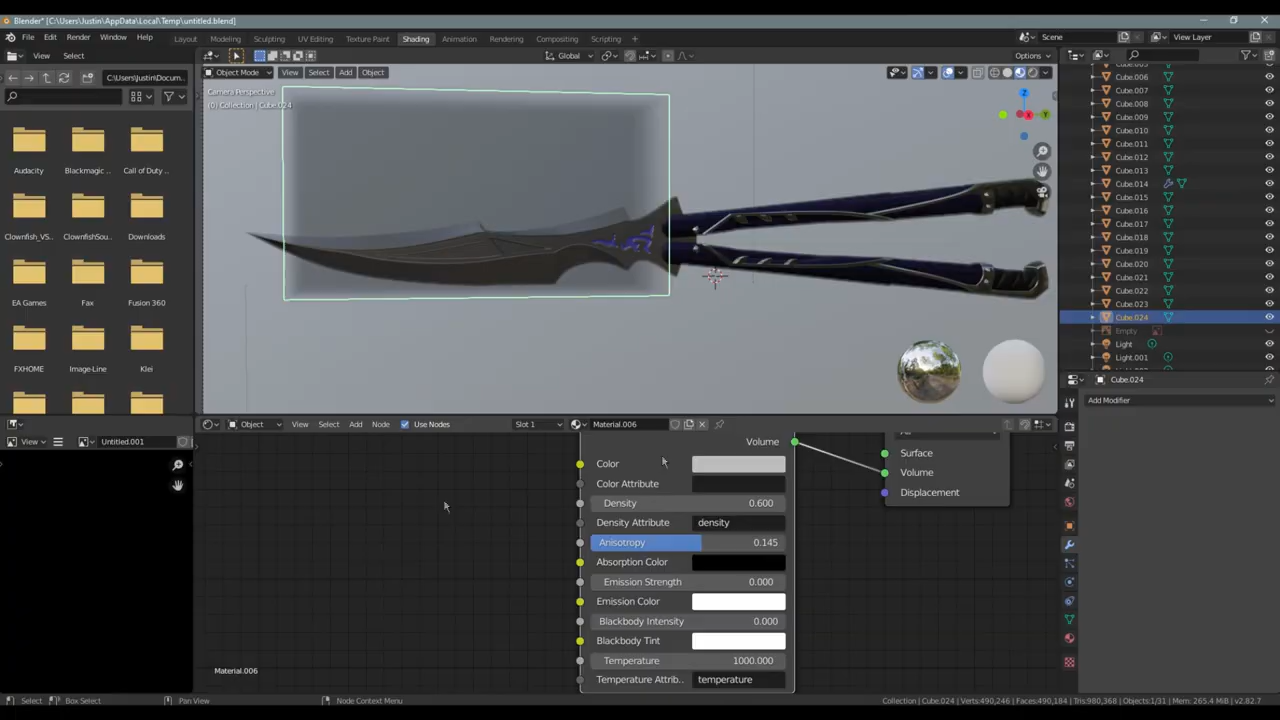 Blender* [C:\Users\Justin\AppData\Local\Temp\untitled.blend]
File Edit Render Window Help Layout Modeling Sculpting UV Editing Texture Paint Shading Animation Rendering Compositing Scripting + Scene View Layer
View Select Global Options
C:\Users\Justin\Docum... Object Mode View Select Add Object
Camera Perspective
(0) Collection | Cube.024
Audacity Blackmagic .. Call of Duty ..
Clownfish_VS.. ClownfishSou.. Downloads
EA Games Fax Fusion 360
FXHOME Image-Line Klei
Z
X
Y
Cube.006
Cube.007
Cube.008
Cube.009
Cube.010
Cube.011
Cube.012
Cube.013
Cube.014
Cube.015
Cube.016
Cube.017
Cube.018
Cube.019
Cube.020
Cube.021
Cube.022
Cube.023
Cube.024
Empty
Light
Light.001
Cube.024
Add Modifier
Object View Select Add Node Use Nodes Slot 1 Material.006
View Untitled.001
Volume
Color
Color Attribute
Density 0.600
Density Attribute density
Anisotropy 0.145
Absorption Color
Emission Strength 0.000
Emission Color
Blackbody Intensity 0.000
Blackbody Tint
Temperature 1000.000
Temperature Attrib.. temperature
Surface
Volume
Displacement
Material.006
Select Box Select Pan View Node Context Menu Collection | Cube.024 | Verts:490,246 | Faces:490,184 | Tris:980,368 | Objects:1/31 | Mem: 265.4 MiB | v2.82.7